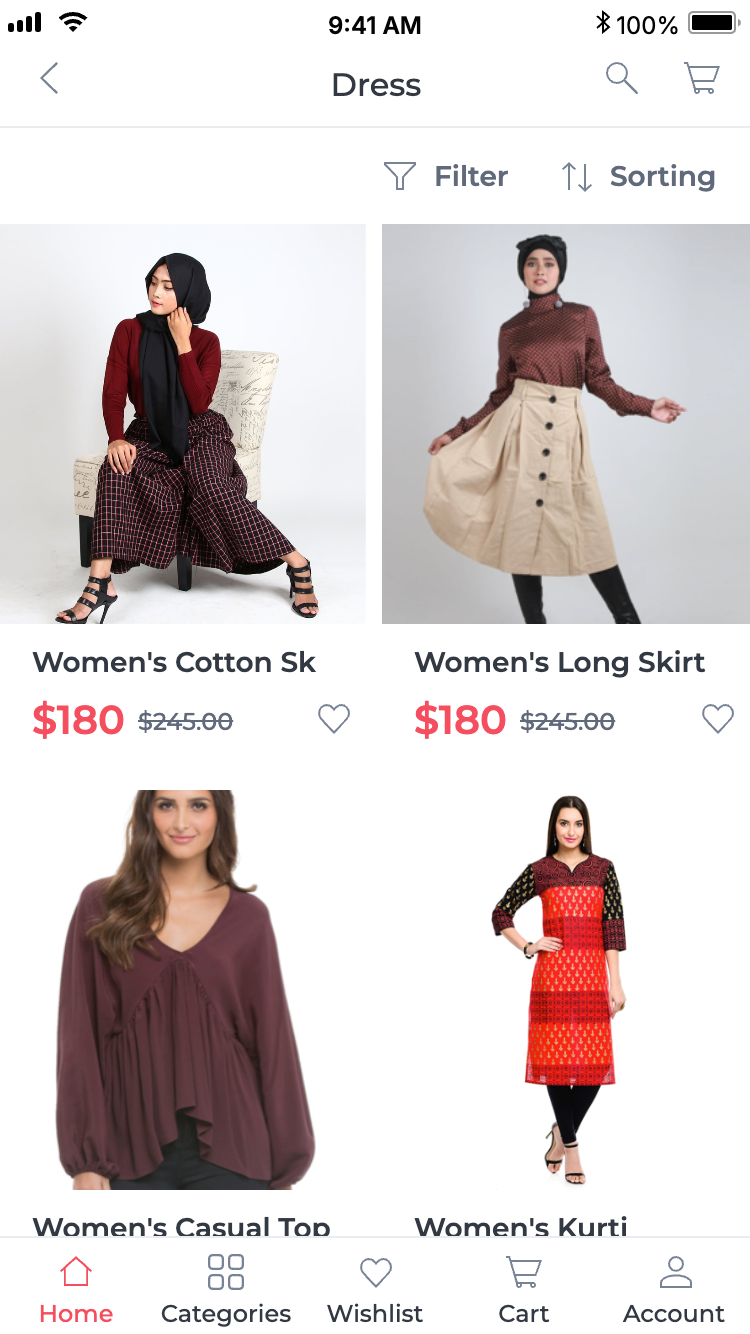 9:41 AM 100%
Dress
Filter Sorting
Women's Cotton Sk Women's Long Skirt
$180 $245.00 $180 $245.00
Women's Casual Top Women's Kurti
Home Categories Wishlist Cart Account